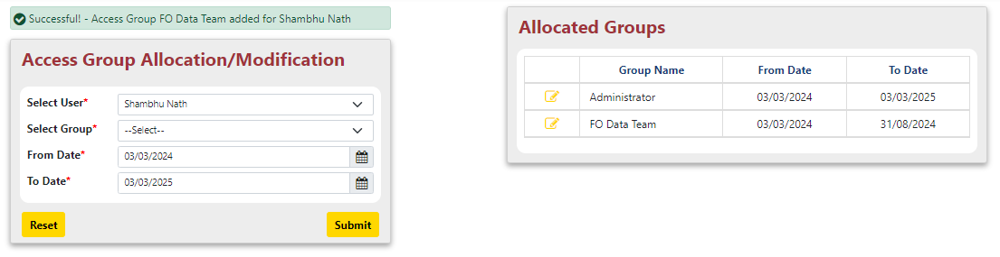 Successful! - Access Group FO Data Team added for Shambhu Nath
Access Group Allocation/Modification
Select User*
Shambhu Nath
Select Group*
--Select--
From Date*
03/03/2024
To Date*
03/03/2025
Reset
Submit
Allocated Groups
Group Name From Date To Date
Administrator 03/03/2024 03/03/2025
FO Data Team 03/03/2024 31/08/2024